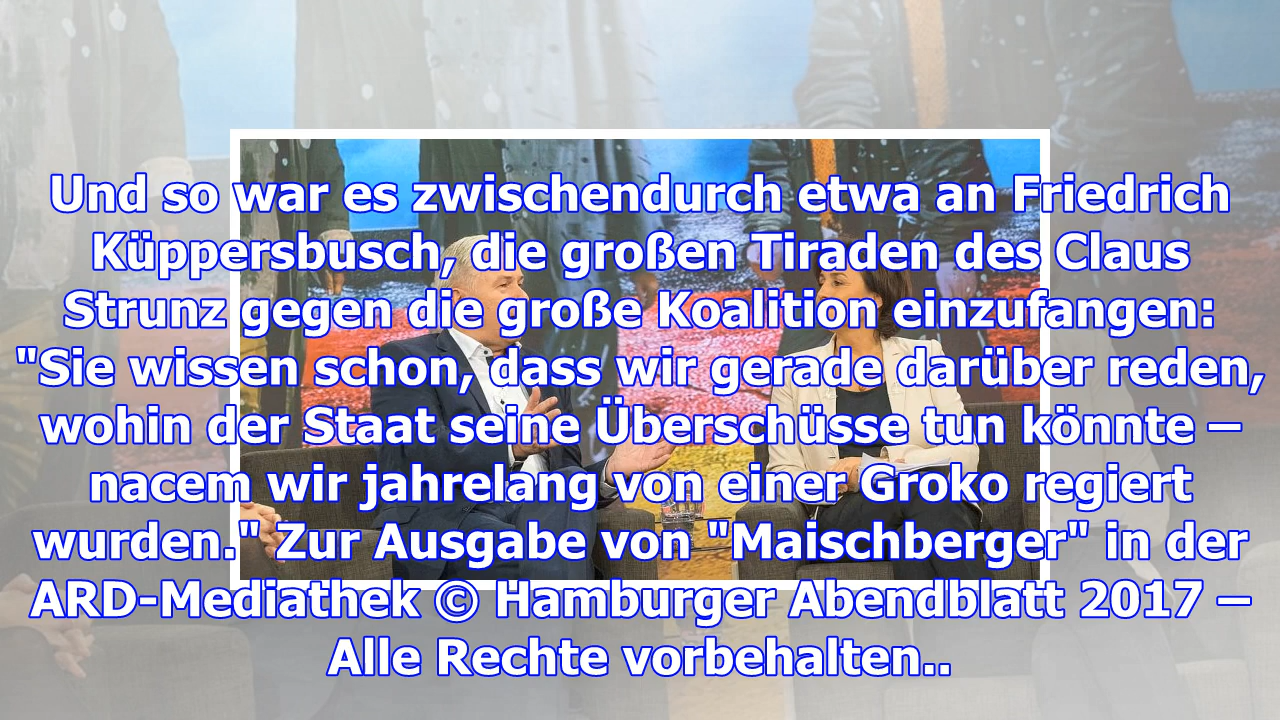 Und so war es zwischendurch etwa an Friedrich
Küppersbusch, die großen Tiraden des Claus
Strunz gegen die große Koalition einzufangen:
"Sie wissen schon, dass wir gerade darüber reden,
wohin der Staat seine Überschüsse tun könnte –
nacem wir jahrelang von einer Groko regiert
wurden." Zur Ausgabe von "Maischberger" in der
ARD-Mediathek © Hamburger Abendblatt 2017 –
Alle Rechte vorbehalten..